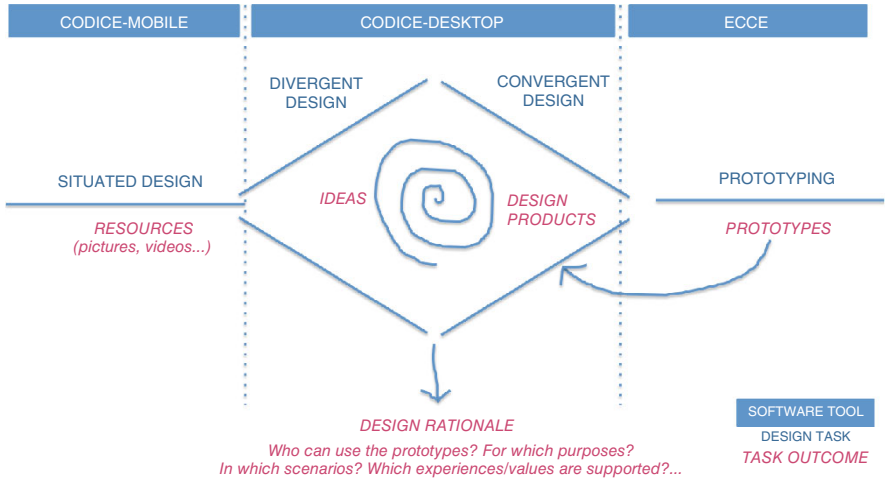 CODICE-MOBILE
CODICE-DESKTOP
ECCE
DIVERGENT
DESIGN
CONVERGENT
DESIGN
SITUATED DESIGN
PROTOTYPING
IDEAS
DESIGN
PRODUCTS
RESOURCES
(pictures, videos...)
PROTOTYPES
DESIGN RATIONALE
Who can use the prototypes? For which purposes?
In which scenarios? Which experiences/values are supported?...
SOFTWARE TOOL
DESIGN TASK
TASK OUTCOME